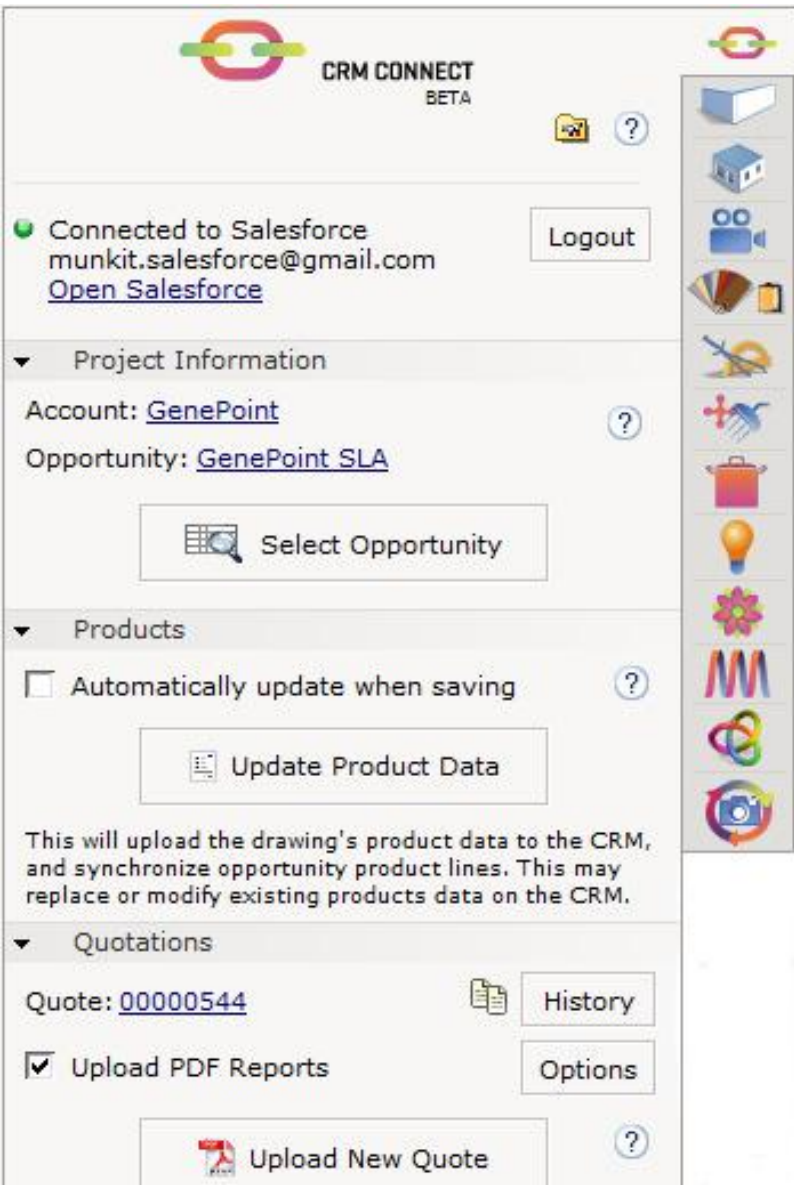 CRM CONNECT
BETA
?
Connected to Salesforce
munkit.salesforce@gmail.com
Open Salesforce
Logout
Project Information
Account: GenePoint
?
Opportunity: GenePoint SLA
Select Opportunity
Products
Automatically update when saving
?
Update Product Data
This will upload the drawing's product data to the CRM,
and synchronize opportunity product lines. This may
replace or modify existing products data on the CRM.
Quotations
Quote: 00000544
History
Upload PDF Reports
Options
Upload New Quote
?